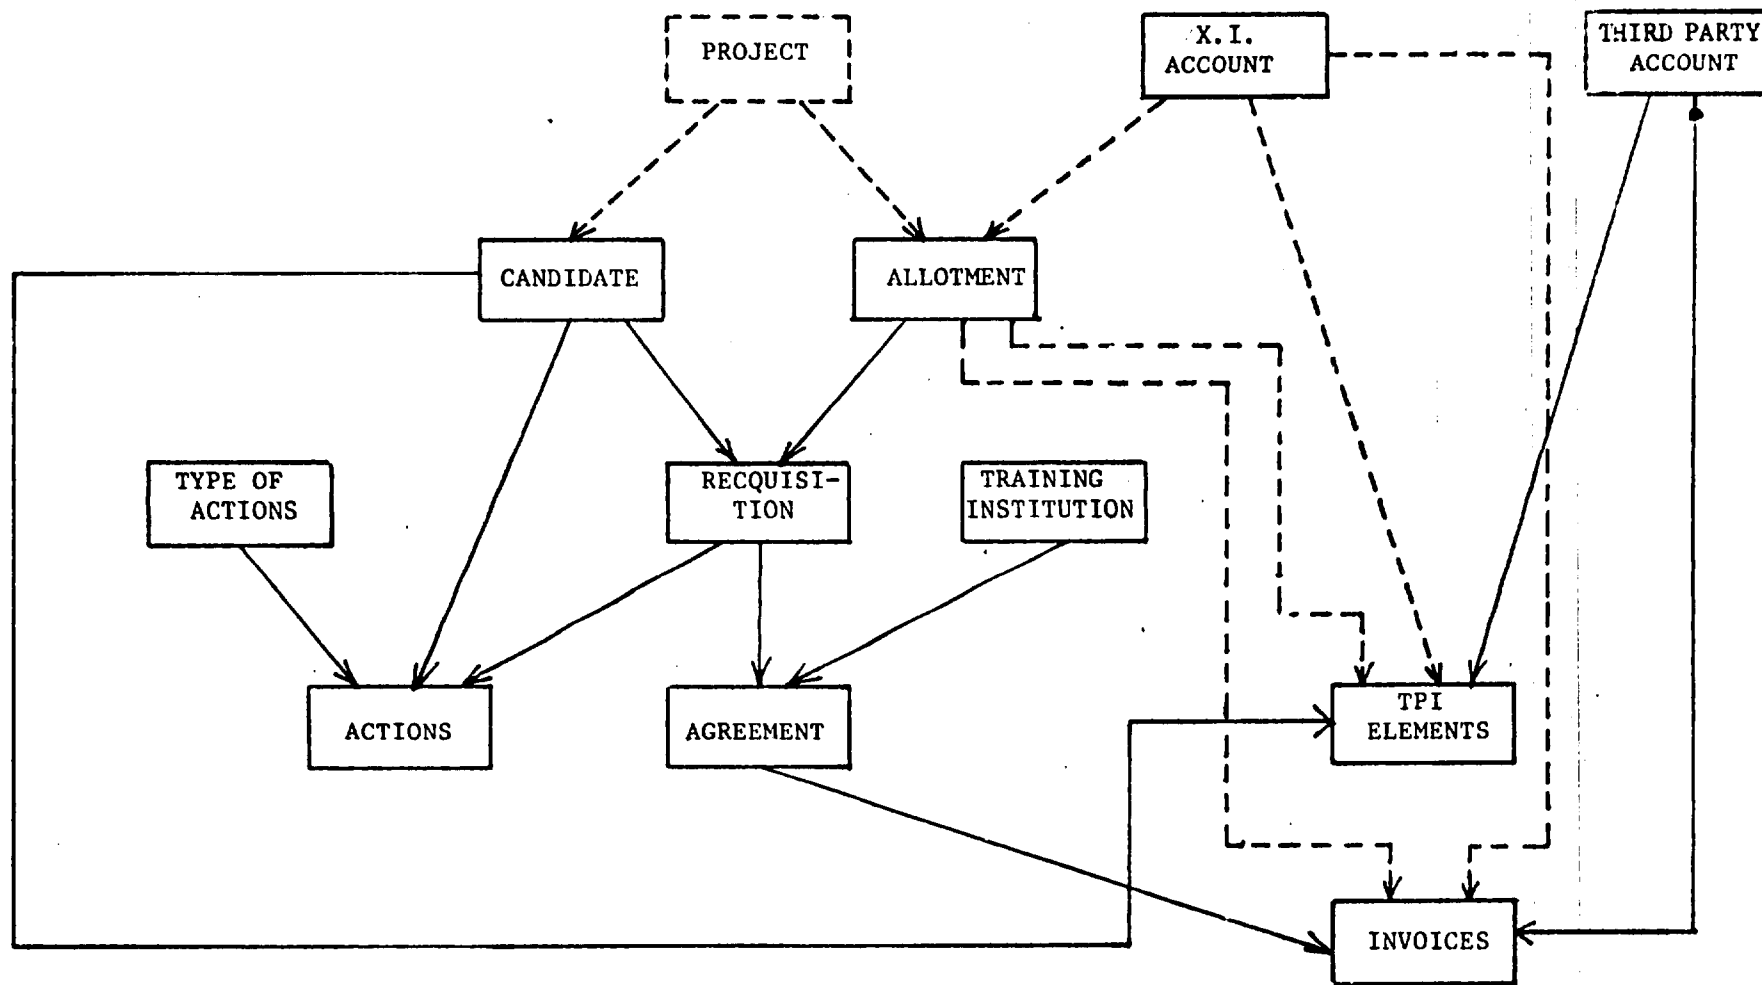 PROJECT
X.I.
ACCOUNT
THIRD PARTY
ACCOUNT
CANDIDATE
ALLOTMENT
TYPE OF
ACTIONS
RECQUISI-
TION
TRAINING
INSTITUTION
ACTIONS
AGREEMENT
TPI
ELEMENTS
INVOICES